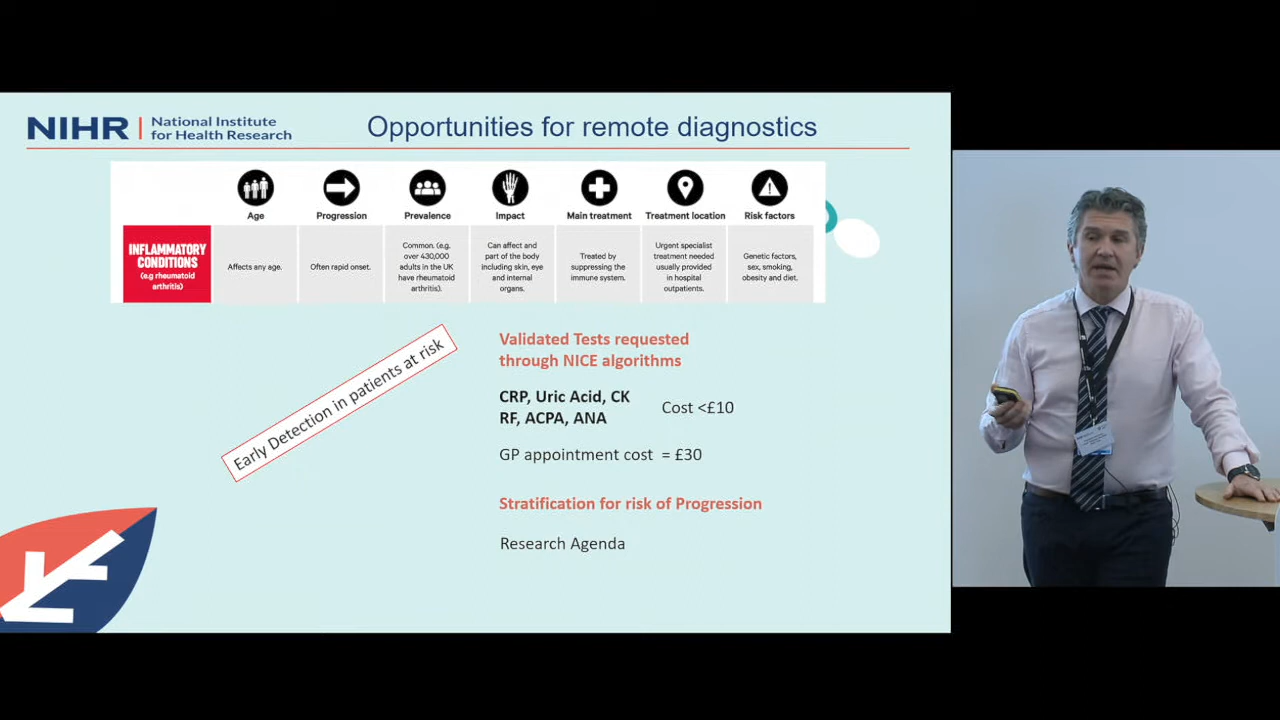 NIHR | National Institute
for Health Research
Opportunities for remote diagnostics
Age
Progression
Prevalence
Impact
Main treatment
Treatment location
Risk factors
INFLAMMATORY
CONDITIONS
(e.g rheumatoid
arthritis)
Affects any age.
Often rapid onset.
Common. (e.g.
over 430,000
adults in the UK
have rheumatoid
arthritis).
Can affect and
part of the body
including skin, eye
and internal
organs.
Treated by
suppressing the
immune system.
Urgent specialist
treatment needed
usually provided
in hospital
outpatients.
Genetic factors,
sex, smoking,
obesity and diet.
Early Detection in patients at risk
Validated Tests requested
through NICE algorithms
CRP, Uric Acid, CK
RF, ACPA, ANA
Cost <£10
GP appointment cost = £30
Stratification for risk of Progression
Research Agenda